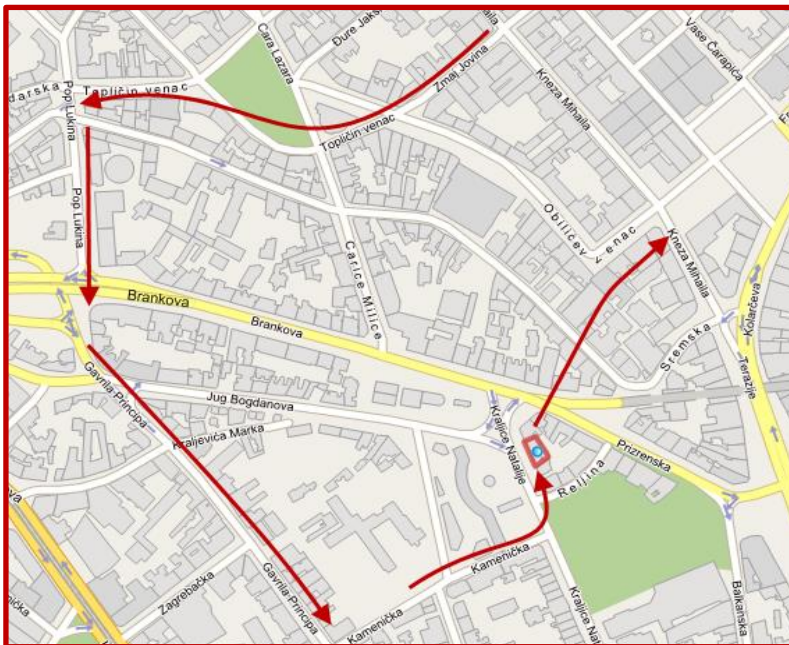 Cara Lazara
Đure Jakš
Zmaj Jovina
Kneza Mihaila
Vase Čarapića
Pop Lukina
Topličin venac
Topličin venac
Pop Lukina
Carice Milice
Obilićev venac
Kneza Mihaila
Kolarčeva
Brankova
Brankova
Sremska
Terazije
Gavrila Principa
Jug Bogdanova
Kraljevića Marka
Kraljice Natalije
Prizrenska
Reljina
Kamenička
Zagrebačka
Gavrila Principa
Kamenička
Balkanska